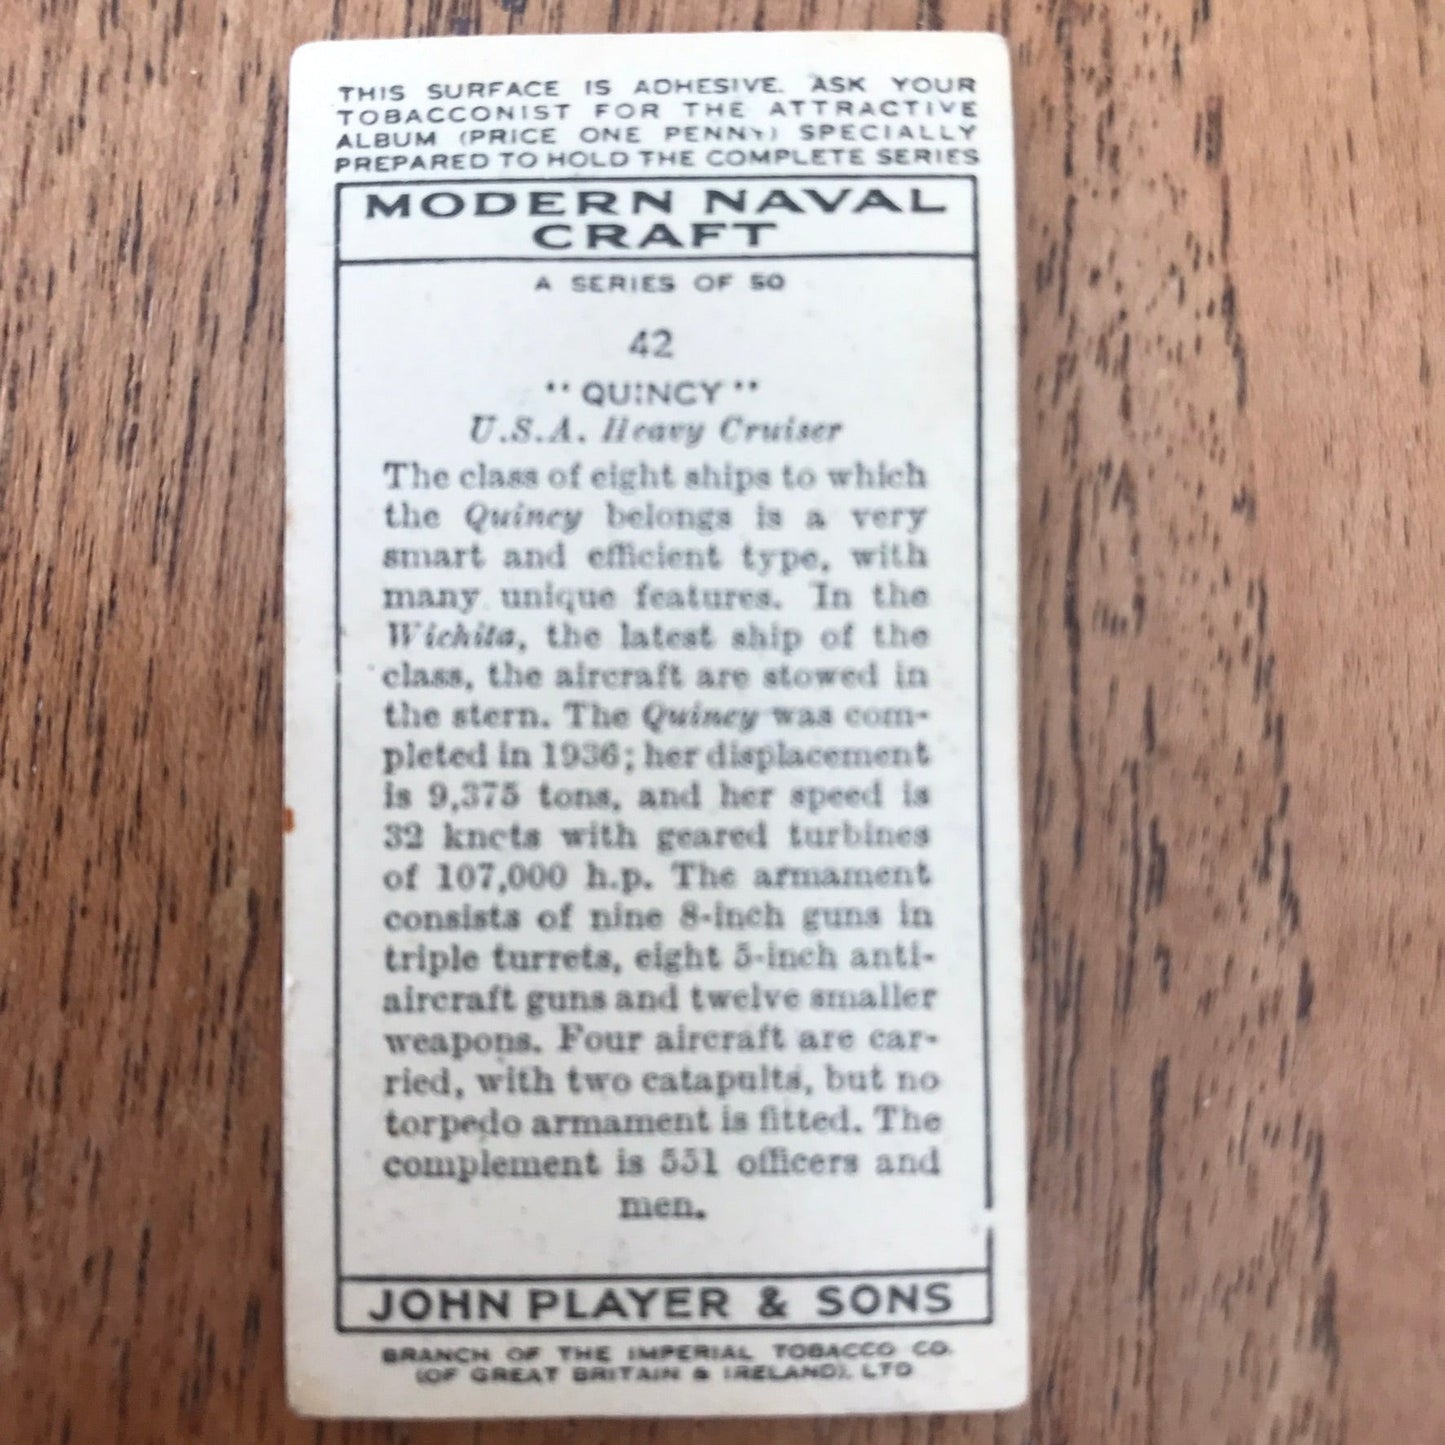 THIS SURFACE IS ADHESIVE. ASK YOUR
TOBACCONIST FOR THE ATTRACTIVE
ALBUM (PRICE ONE PENNY) SPECIALLY
PREPARED TO HOLD THE COMPLETE SERIES
MODERN NAVAL
CRAFT
A SERIES OF 50
42
"QUINCY"
U.S.A. Heavy Cruiser
The class of eight ships to which
the Quincy belongs is a very
smart and efficient type, with
many unique features. In the
Wichita, the latest ship of the
class, the aircraft are stowed in
the stern. The Quincy was com-
pleted in 1936; her displacement
is 9,375 tons, and her speed is
32 knots with geared turbines
of 107,000 h.p. The armament
consists of nine 8-inch guns in
triple turrets, eight 5-inch anti-
aircraft guns and twelve smaller
weapons. Four aircraft are car-
ried, with two catapults, but no
torpedo armament is fitted. The
complement is 551 officers and
men.
JOHN PLAYER & SONS
BRANCH OF THE IMPERIAL TOBACCO CO.
(OF GREAT BRITAIN & IRELAND), LTD